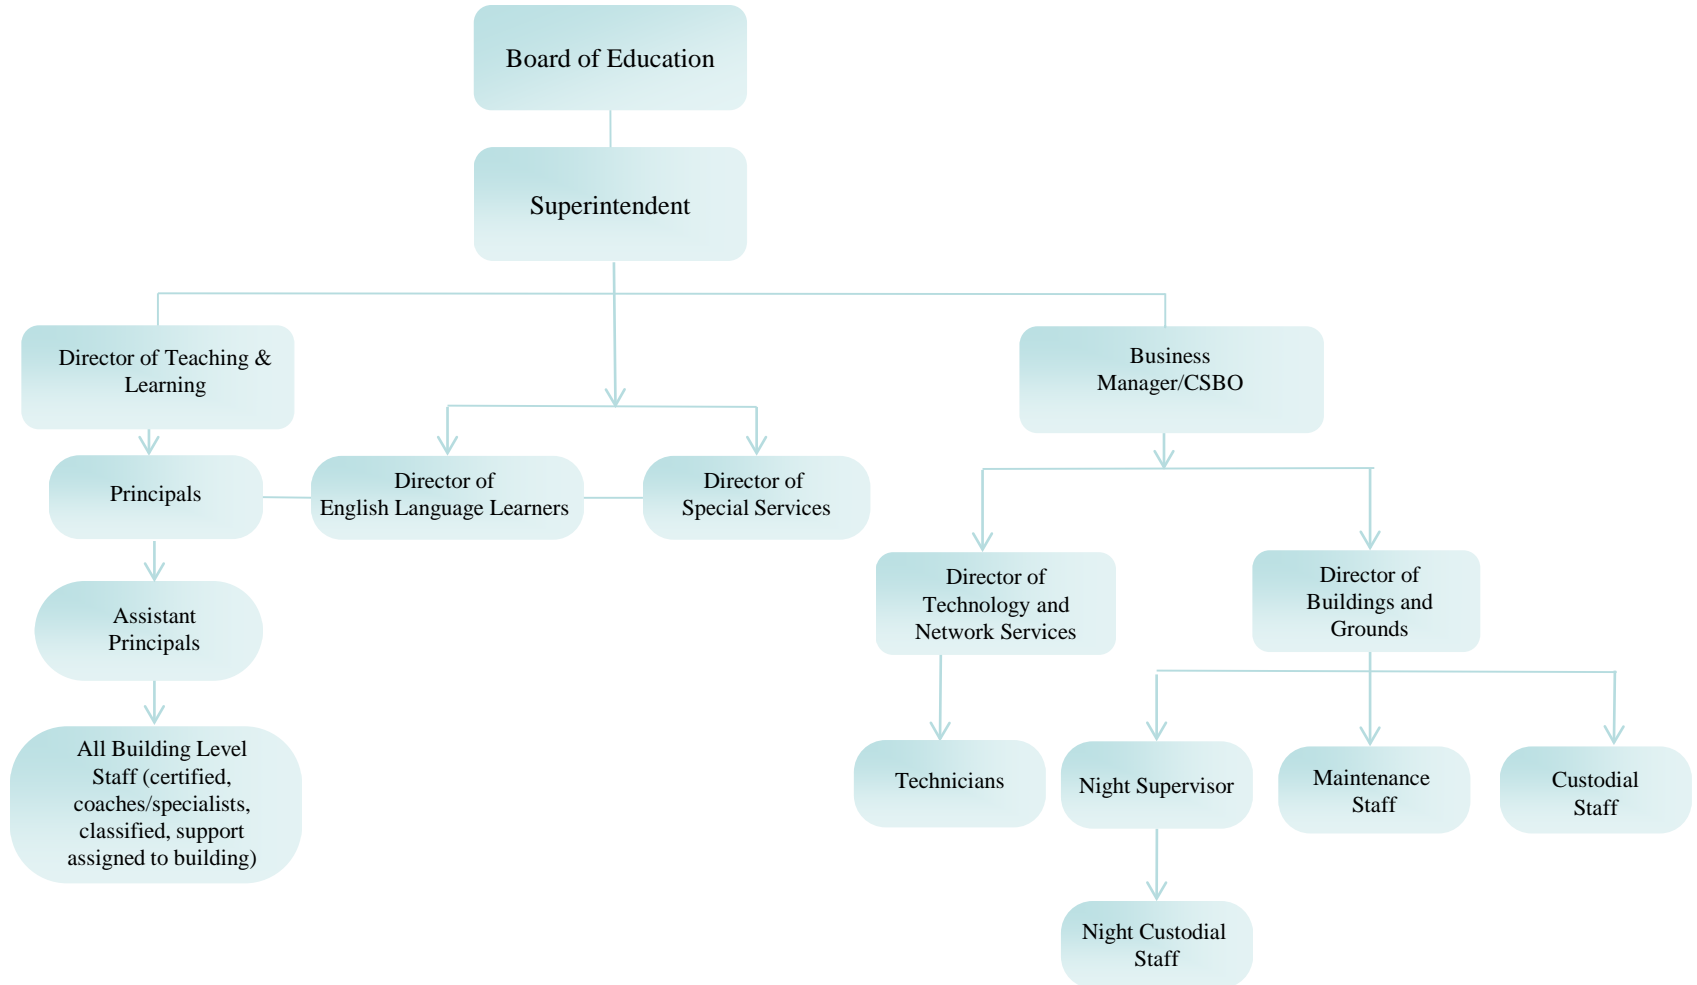 Board of Education
Superintendent
Director of Teaching &
Learning
Business
Manager/CSBO
Principals
Director of
English Language Learners
Director of
Special Services
Director of
Technology and
Network Services
Director of
Buildings and
Grounds
Assistant
Principals
All Building Level
Staff (certified,
coaches/specialists,
classified, support
assigned to building)
Technicians
Night Supervisor
Maintenance
Staff
Custodial
Staff
Night Custodial
Staff